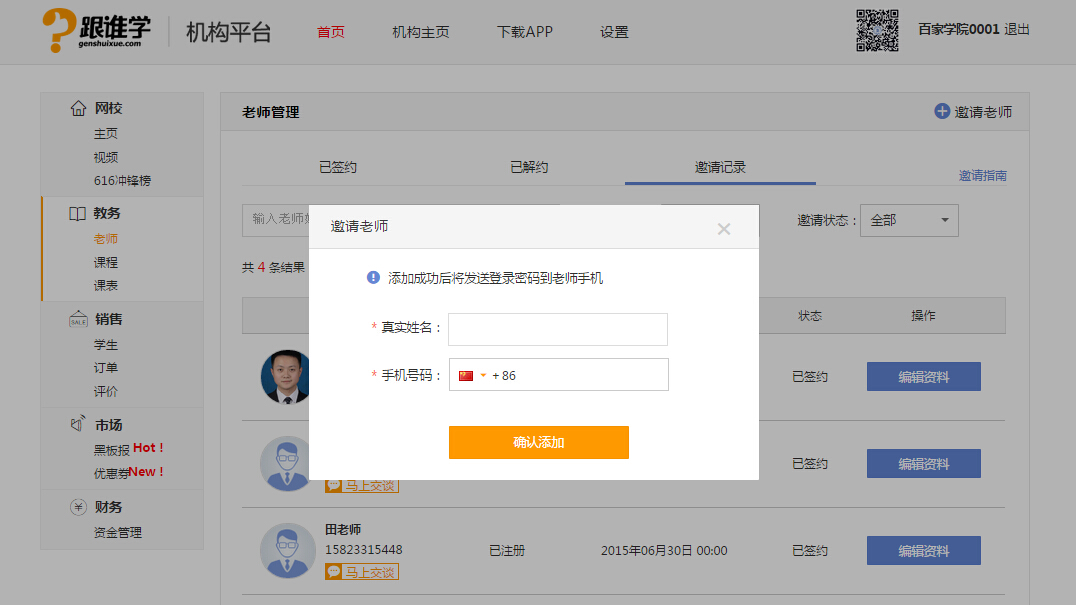 跟谁学
genshuixue.com
机构平台
首页 机构主页 下载APP 设置
百家学院0001 退出
网校
主页
视频
616冲锋榜
教务
老师
课程
课表
SALE 销售
学生
订单
评价
市场
黑板报 Hot !
优惠券 New !
¥ 财务
资金管理
老师管理
邀请老师
已签约 已解约 邀请记录
邀请指南
输入老师
邀请状态： 全部
共 4 条结果
状态 操作
邀请老师
添加成功后将发送登录密码到老师手机
* 真实姓名：
* 手机号码： + 86
确认添加
已签约 编辑资料
已签约 编辑资料
马上交谈
田老师
15823315448 已注册 2015年06月30日 00:00 已签约 编辑资料
马上交谈